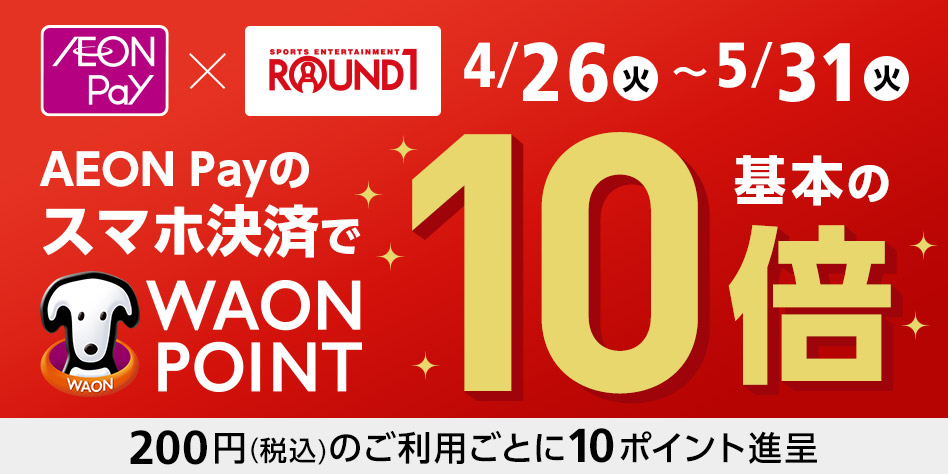 AEON Pay
×
SPORTS ENTERTAINMENT
ROUND1
4/26火～5/31火
AEON Payの
スマホ決済で
WAON
POINT
WAON
基本の
10倍
200円(税込)のご利用ごとに10ポイント進呈